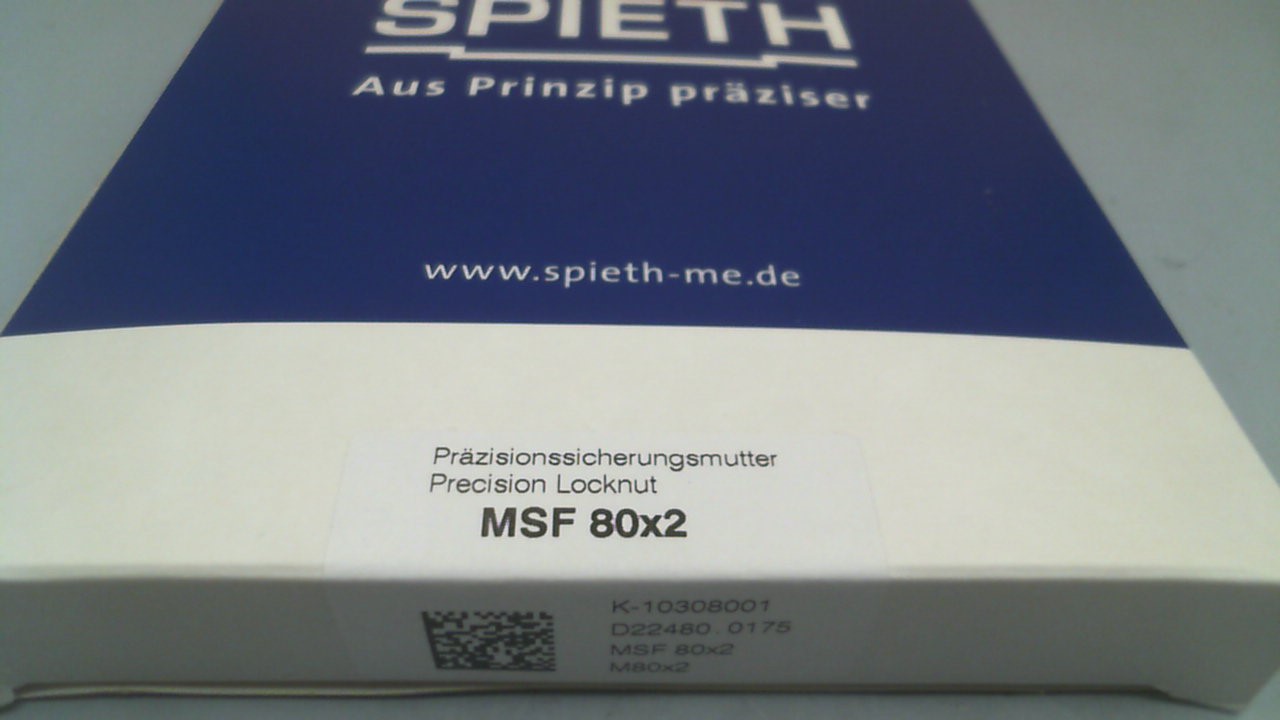 SPIETH
Aus Prinzip präziser
www.spieth-me.de
Präzisionssicherungsmutter
Precision Locknut
MSF 80x2
K-10308001
D22480.0175
MSF 80x2
M80x2